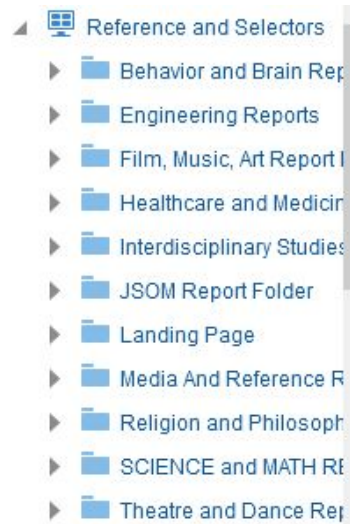 Reference and Selectors
Behavior and Brain Rep
Engineering Reports
Film, Music, Art Report
Healthcare and Medicin
Interdisciplinary Studies
JSOM Report Folder
Landing Page
Media And Reference R
Religion and Philosoph
SCIENCE and MATH RE
Theatre and Dance Rep